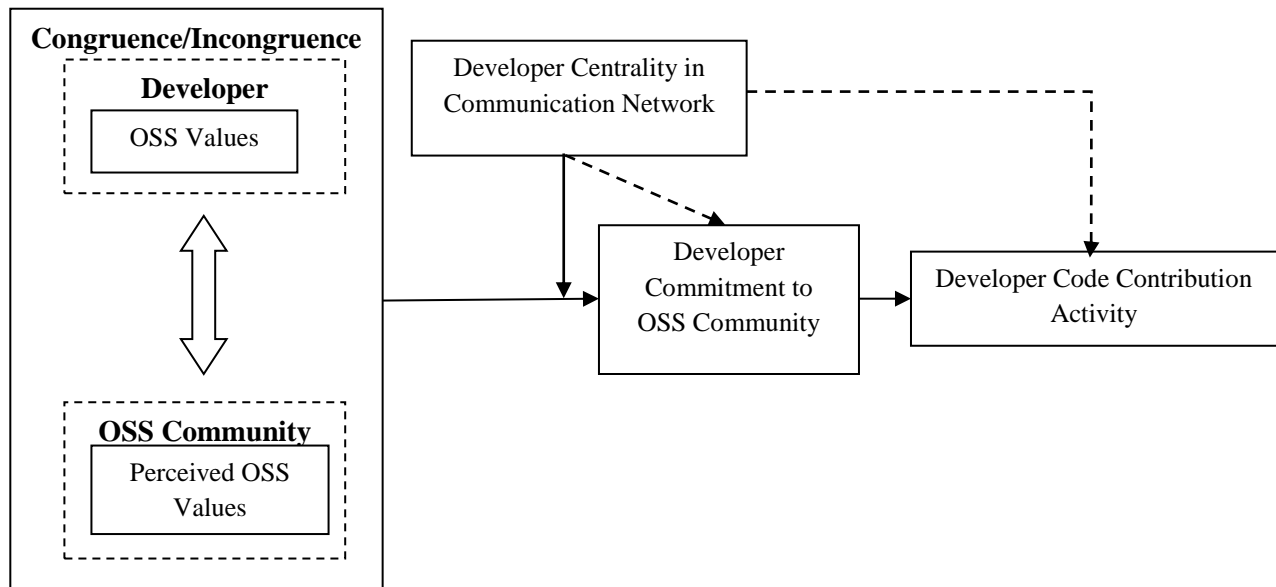 Congruence/Incongruence
Developer
OSS Values
OSS Community
Perceived OSS
Values
Developer Centrality in
Communication Network
Developer
Commitment to
OSS Community
Developer Code Contribution
Activity